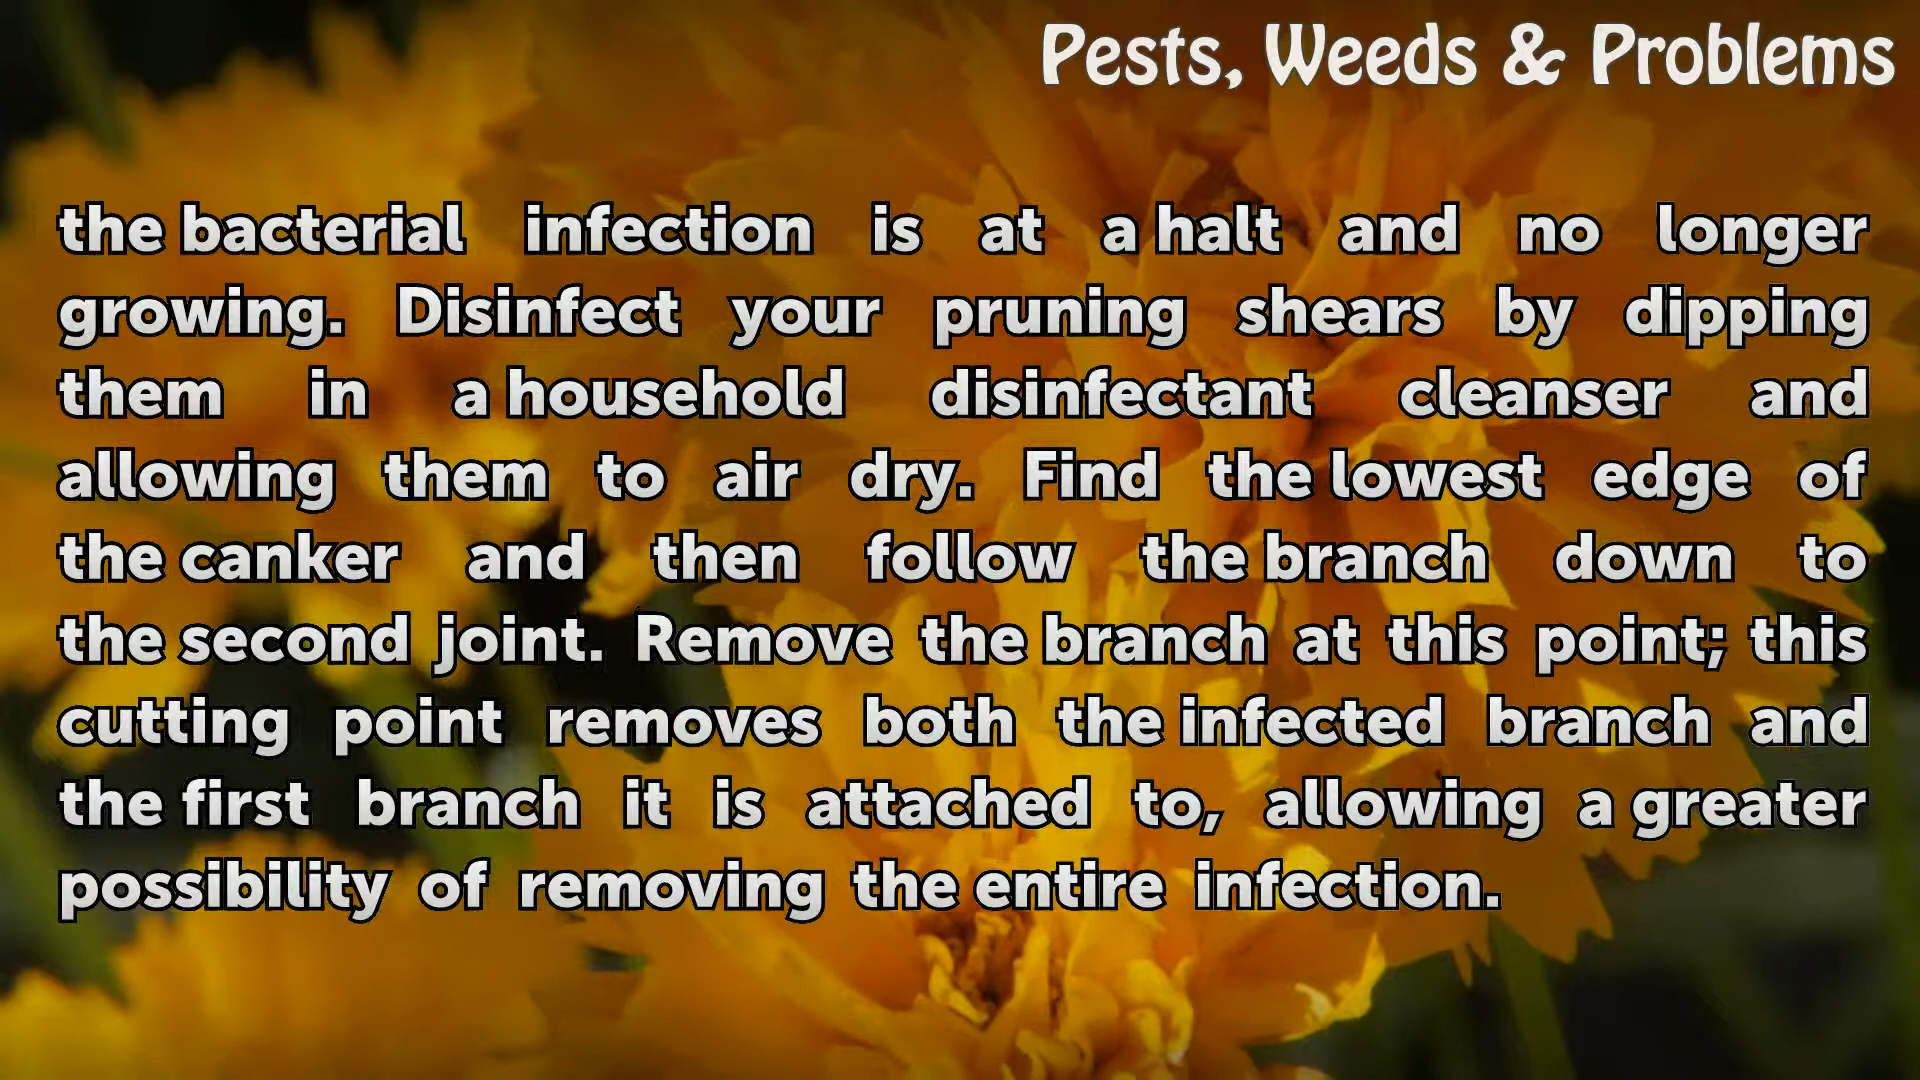 Pests, Weeds & Problems
the bacterial infection is at a halt and no longer
growing. Disinfect your pruning shears by dipping
them in a household disinfectant cleanser and
allowing them to air dry. Find the lowest edge of
the canker and then follow the branch down to
the second joint. Remove the branch at this point; this
cutting point removes both the infected branch and
the first branch it is attached to, allowing a greater
possibility of removing the entire infection.